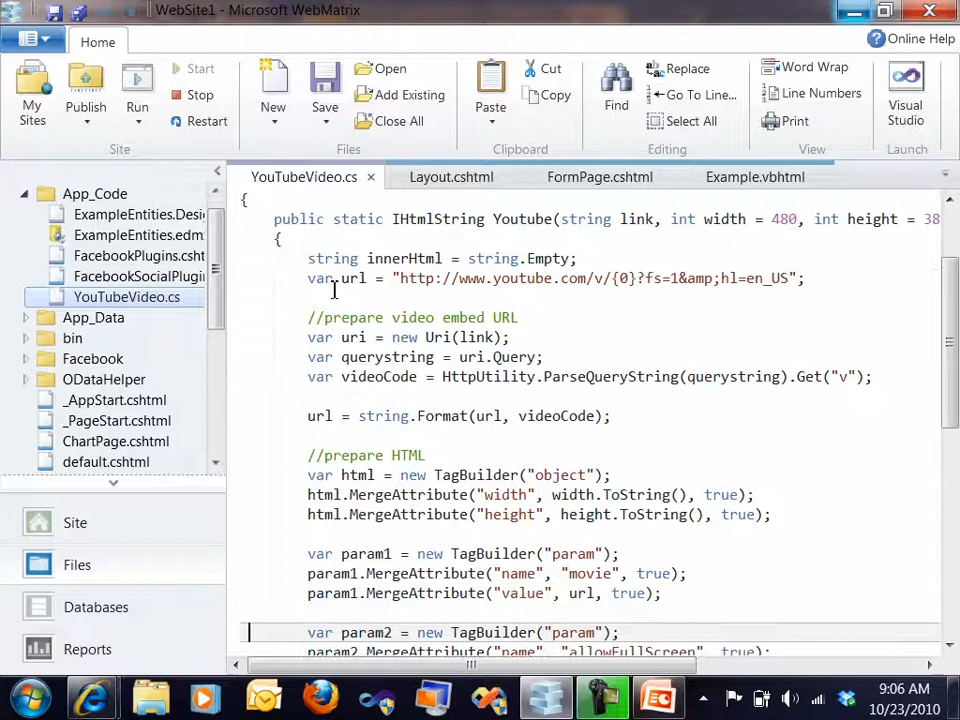 WebSite1 - Microsoft WebMatrix
Home
Online Help
My Sites
Publish
Run
Start
Stop
Restart
Site
New
Save
Open
Add Existing
Close All
Files
Paste
Cut
Copy
Clipboard
Find
Replace
Go To Line...
Select All
Editing
Word Wrap
Line Numbers
Print
View
Visual Studio
Launch
App_Code
ExampleEntities.Desi
ExampleEntities.edm
FacebookPlugins.csht
FacebookSocialPlugin
YouTubeVideo.cs
App_Data
bin
Facebook
ODataHelper
_AppStart.cshtml
_PageStart.cshtml
ChartPage.cshtml
default.cshtml
Site
Files
Databases
Reports
YouTubeVideo.cs × Layout.cshtml FormPage.cshtml Example.vbhtml
{
public static IHtmlString Youtube(string link, int width = 480, int height = 38
{
string innerHtml = string.Empty;
var url = "http://www.youtube.com/v/{0}?fs=1&amp;hl=en_US";
//prepare video embed URL
var uri = new Uri(link);
var querystring = uri.Query;
var videoCode = HttpUtility.ParseQueryString(querystring).Get("v");
url = string.Format(url, videoCode);
//prepare HTML
var html = new TagBuilder("object");
html.MergeAttribute("width", width.ToString(), true);
html.MergeAttribute("height", height.ToString(), true);
var param1 = new TagBuilder("param");
param1.MergeAttribute("name", "movie", true);
param1.MergeAttribute("value", url, true);
var param2 = new TagBuilder("param");
param2.MergeAttribute("name", "allowFullScreen", true);
9:06 AM
10/23/2010